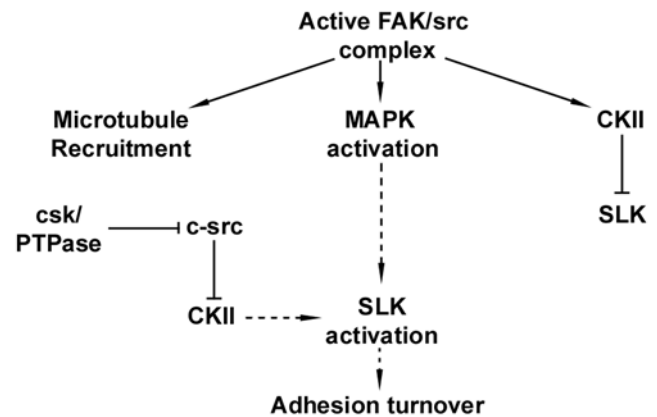 Active FAK/src
complex
Microtubule
Recruitment
MAPK
activation
CKII
SLK
csk/
PTPase
c-src
CKII
SLK
activation
Adhesion turnover